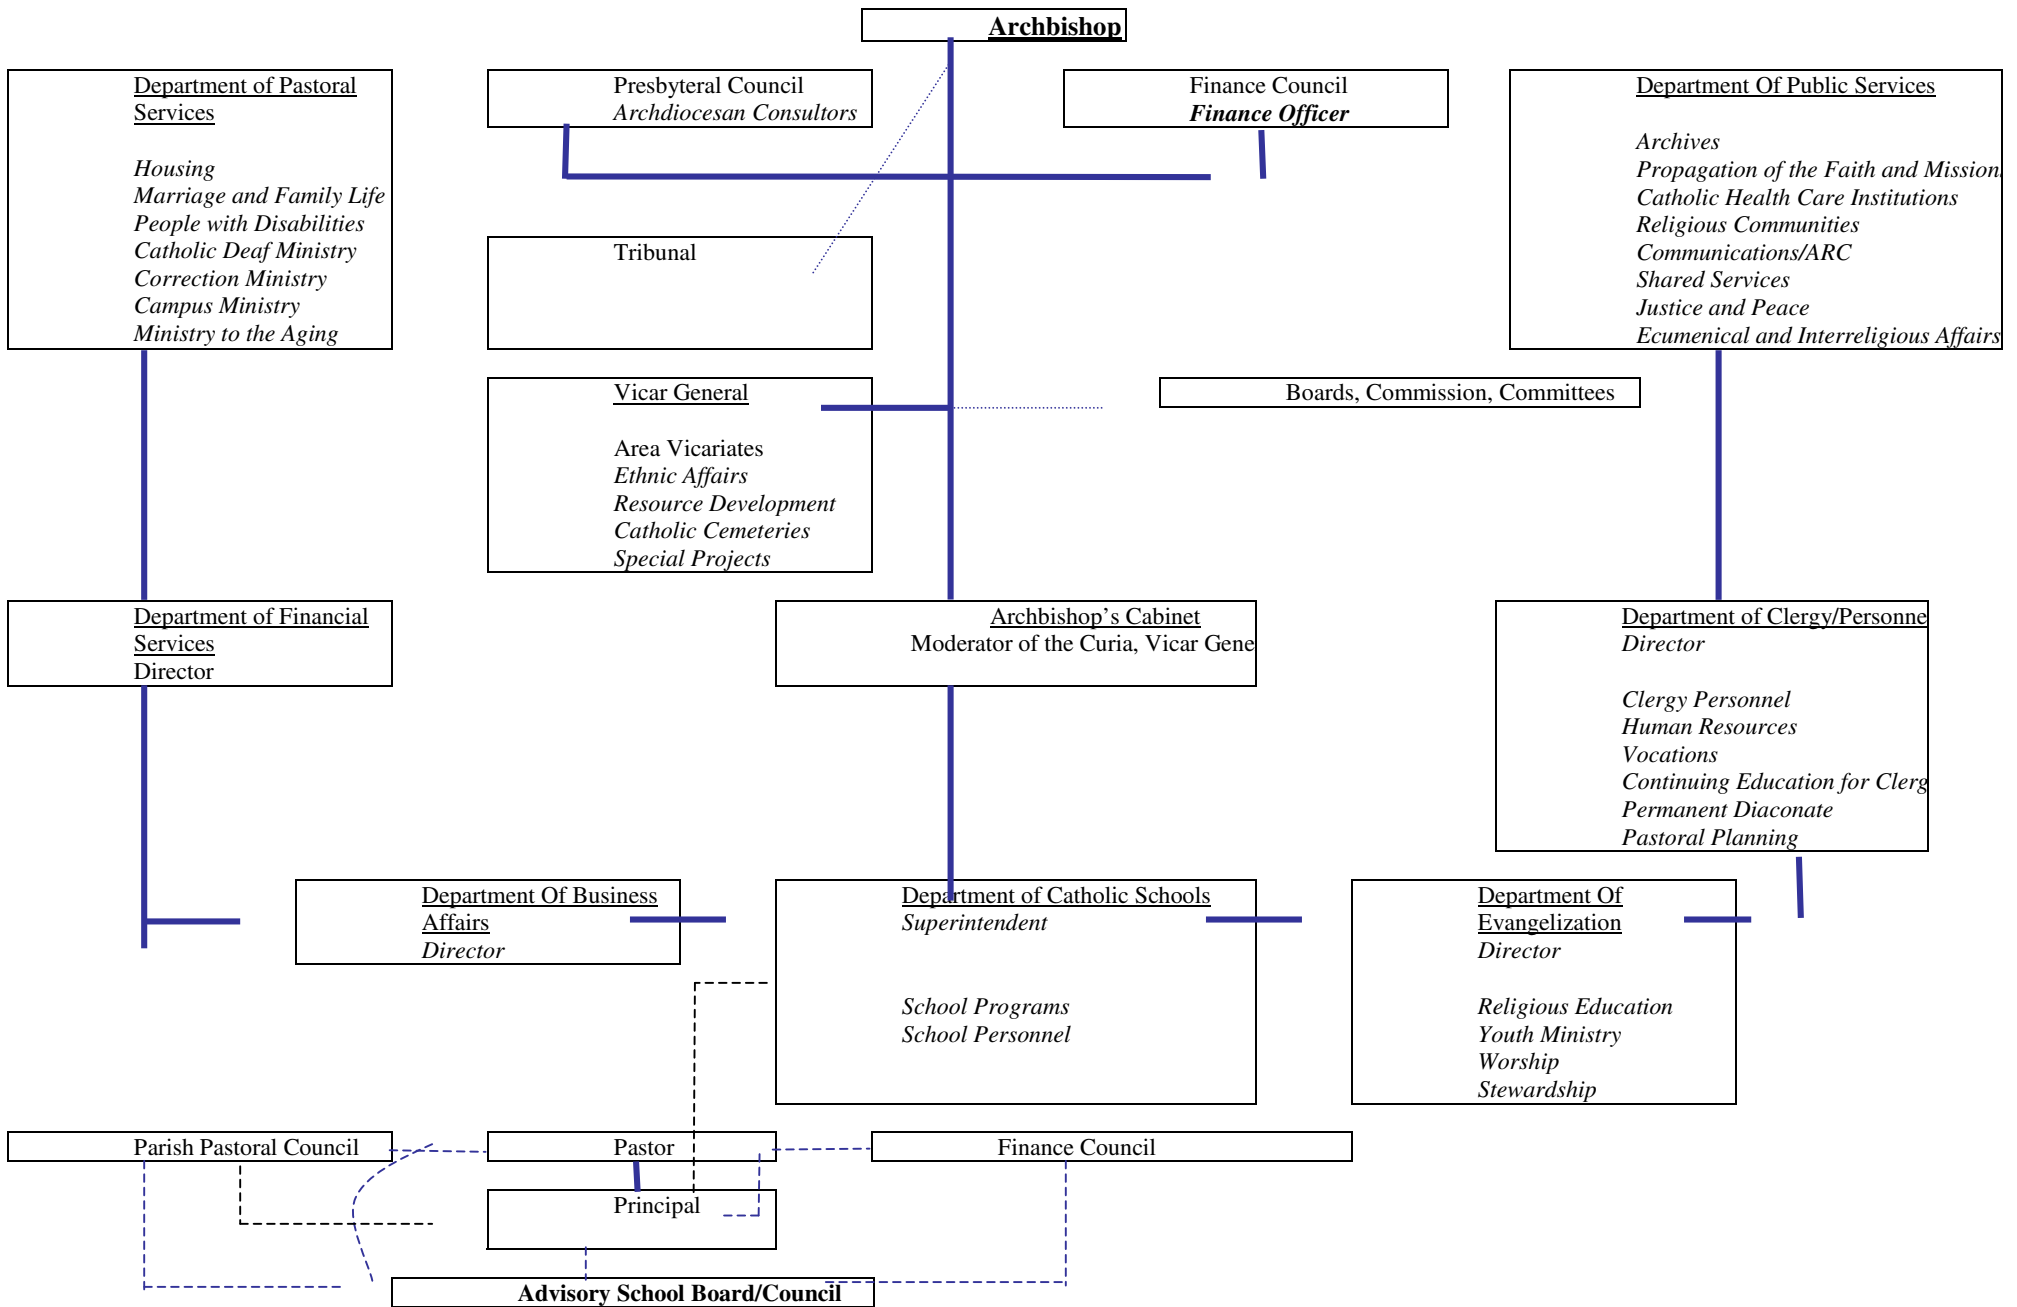 Archbishop
Department of Pastoral
Services
Housing
Marriage and Family Life
People with Disabilities
Catholic Deaf Ministry
Correction Ministry
Campus Ministry
Ministry to the Aging
Presbyteral Council
Archdiocesan Consultors
Finance Council
Finance Officer
Department Of Public Services
Archives
Propagation of the Faith and Mission
Catholic Health Care Institutions
Religious Communities
Communications/ARC
Shared Services
Justice and Peace
Ecumenical and Interreligious Affairs
Tribunal
Vicar General
Area Vicariates
Ethnic Affairs
Resource Development
Catholic Cemeteries
Special Projects
Boards, Commission, Committees
Department of Financial
Services
Director
Archbishop’s Cabinet
Moderator of the Curia, Vicar Gene
Department of Clergy/Personne
Director
Clergy Personnel
Human Resources
Vocations
Continuing Education for Clerg
Permanent Diaconate
Pastoral Planning
Department Of Business
Affairs
Director
Department of Catholic Schools
Superintendent
School Programs
School Personnel
Department Of
Evangelization
Director
Religious Education
Youth Ministry
Worship
Stewardship
Parish Pastoral Council
Pastor
Finance Council
Principal
Advisory School Board/Council